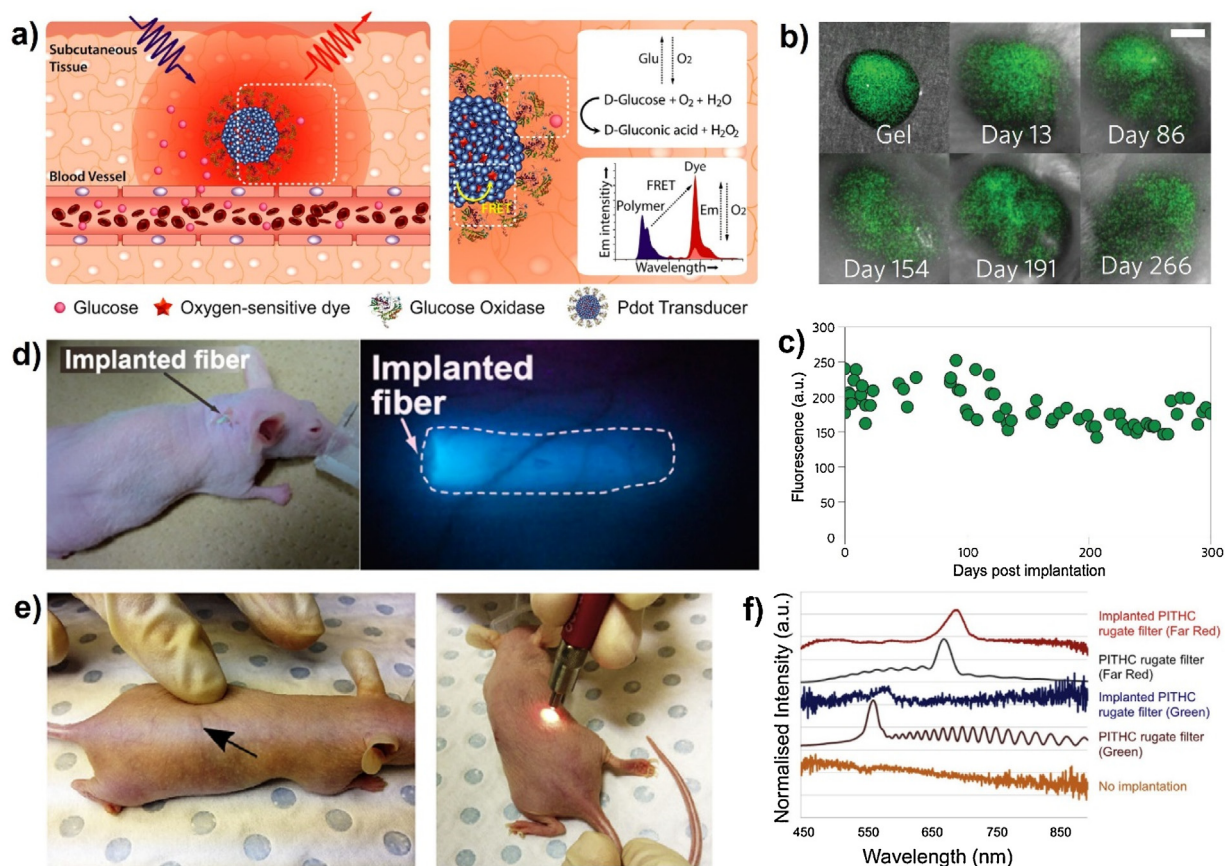 a)
Subcutaneous
Tissue
Blood Vessel
FRET
Glu
O₂
D-Glucose + O₂ + H₂O
D-Gluconic acid + H₂O₂
Dye
FRET
Polymer
Em
O₂
Em intensitiy
Wavelength
Glucose
Oxygen-sensitive dye
Glucose Oxidase
Pdot Transducer
b)
Gel
Day 13
Day 86
Day 154
Day 191
Day 266
d)
Implanted fiber
Implanted
fiber
c)
Fluorescence (a.u.)
300
250
200
150
100
50
0
0
100
200
300
Days post implantation
e)
f)
Normalised Intensity (a.u.)
Implanted PITHC
rugate filter (Far Red)
PITHC rugate filter
(Far Red)
Implanted PITHC
rugate filter (Green)
PITHC rugate filter
(Green)
No implantation
450
550
650
750
850
Wavelength (nm)